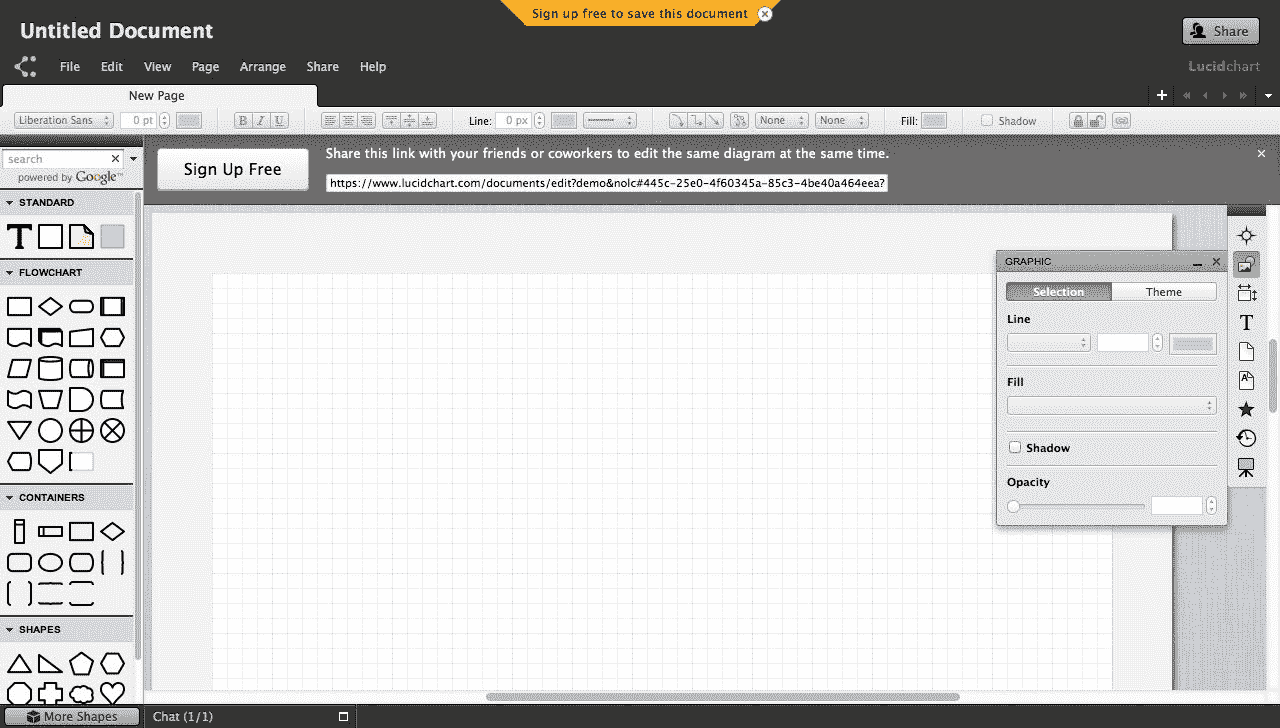 Sign up free to save this document
Untitled Document
Share
File Edit View Page Arrange Share Help
Lucidchart
New Page
Liberation Sans 0 pt B I U Line: 0 px None None Fill: Shadow
search
powered by Google™
Sign Up Free
Share this link with your friends or coworkers to edit the same diagram at the same time.
https://www.lucidchart.com/documents/edit?demo&nolc#445c-25e0-4f60345a-85c3-4be40a464eea?
STANDARD
T
FLOWCHART
CONTAINERS
SHAPES
More Shapes
Chat (1/1)
GRAPHIC
Selection Theme
Line
Fill
Shadow
Opacity
T
A